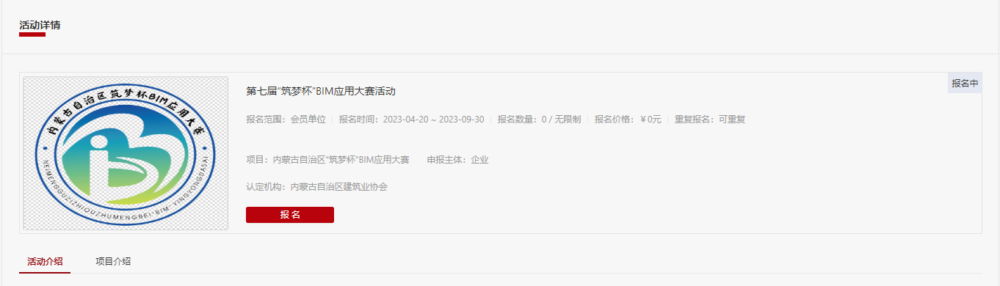 活动详情
内蒙古自治区筑梦杯BIM应用大赛
NEIMENGGUZIZHIQUZHUMENGBEI·BIM·YINGYONGDASAI
报名中
第七届“筑梦杯”BIM应用大赛活动
报名范围：会员单位 报名时间：2023-04-20 ~ 2023-09-30 报名数量：0 / 无限制 报名价格：￥0元 重复报名：可重复
项目：内蒙古自治区“筑梦杯”BIM应用大赛 申报主体：企业
认定机构：内蒙古自治区建筑业协会
报 名
活动介绍 项目介绍